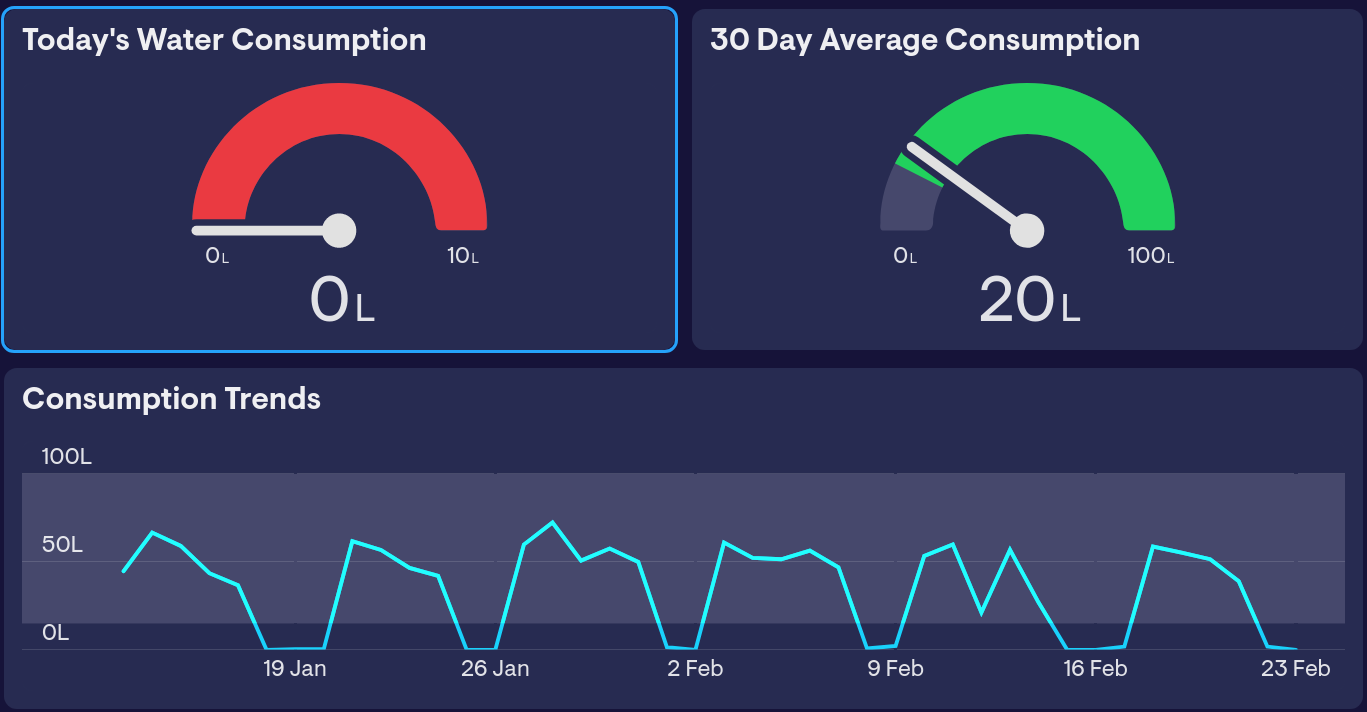 Today's Water Consumption
0L 10L
0L
30 Day Average Consumption
0L 100L
20L
Consumption Trends
100L
50L
0L
19 Jan 26 Jan 2 Feb 9 Feb 16 Feb 23 Feb